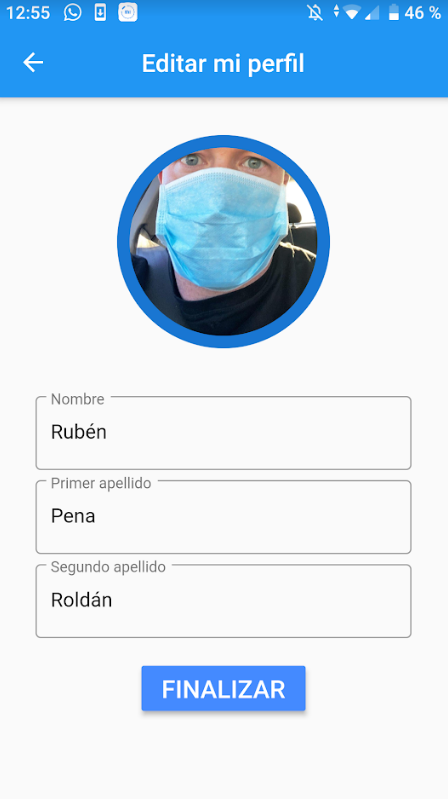 12:55
46 %
Editar mi perfil
Nombre
Rubén
Primer apellido
Pena
Segundo apellido
Roldán
FINALIZAR